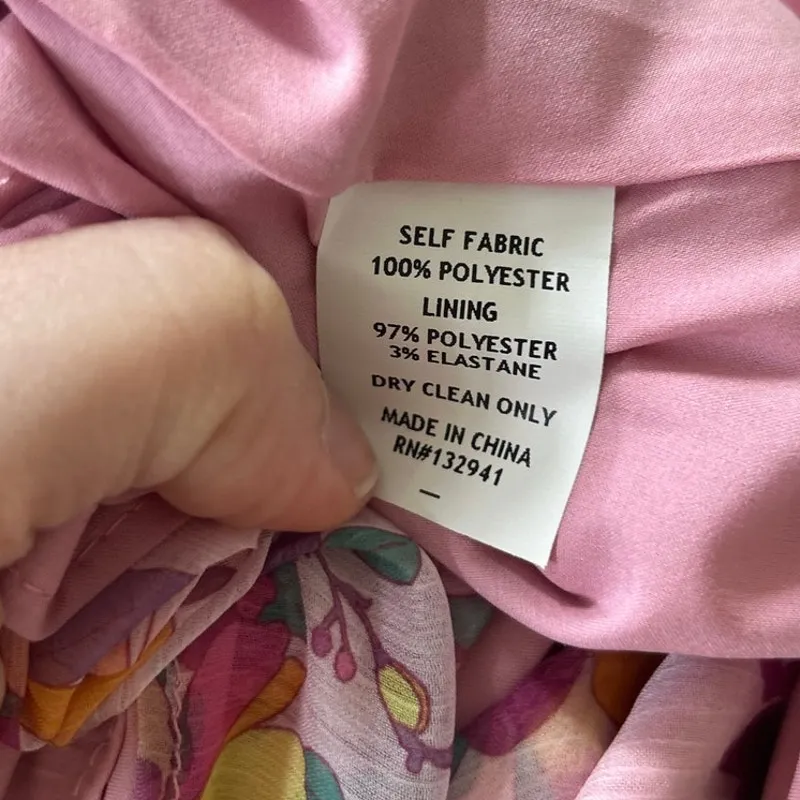 SELF FABRIC
100% POLYESTER
LINING
97% POLYESTER
3% ELASTANE
DRY CLEAN ONLY
MADE IN CHINA
RN#132941